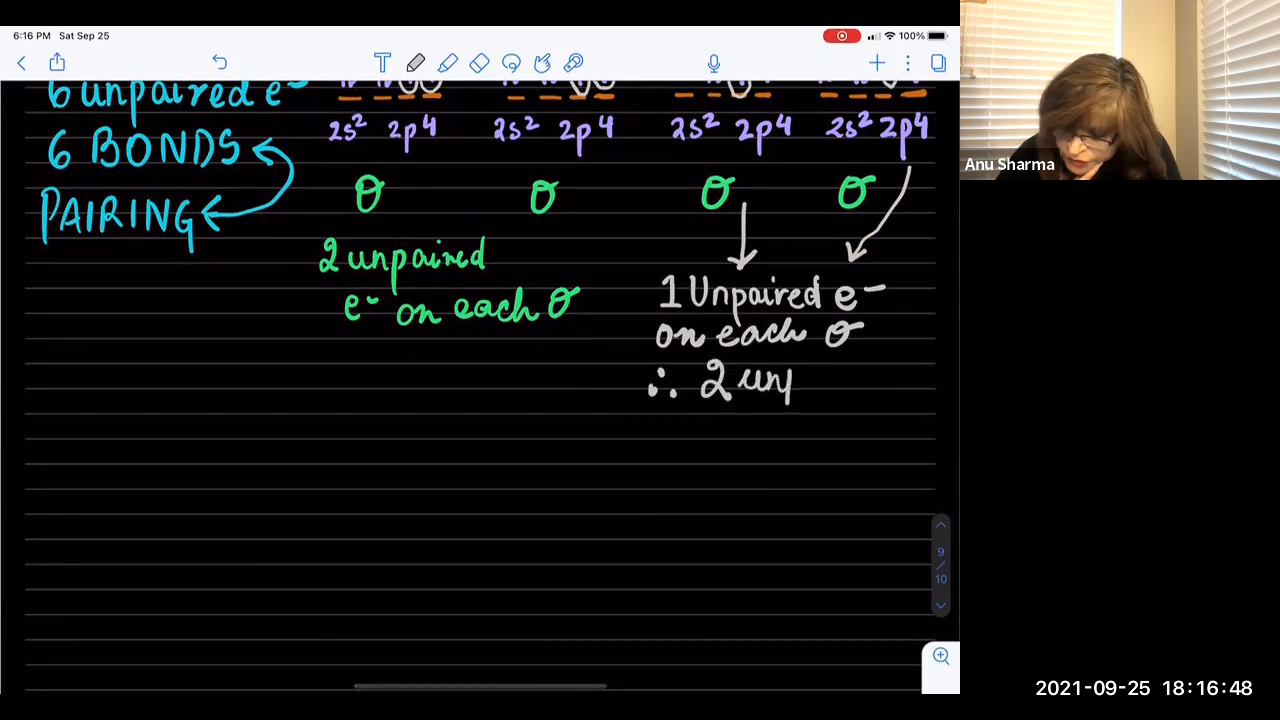 6:16 PM Sat Sep 25
100%
6 unpaired e-
6 BONDS
PAIRING
2s² 2p⁴ 2s² 2p⁴ 2s² 2p⁴ 2s² 2p⁴
O O O O
2 unpaired
e- on each O
1 Unpaired e-
on each O
∴ 2 unp
Anu Sharma
9
/
10
2021-09-25 18:16:48